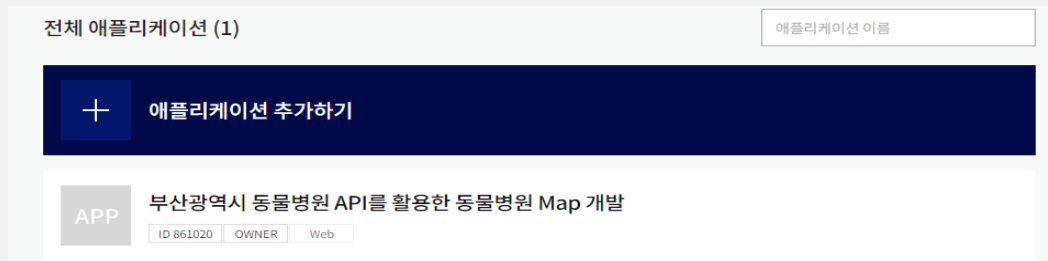 전체 애플리케이션 (1)
애플리케이션 이름
애플리케이션 추가하기
APP
부산광역시 동물병원 API를 활용한 동물병원 Map 개발
ID 861020 OWNER Web